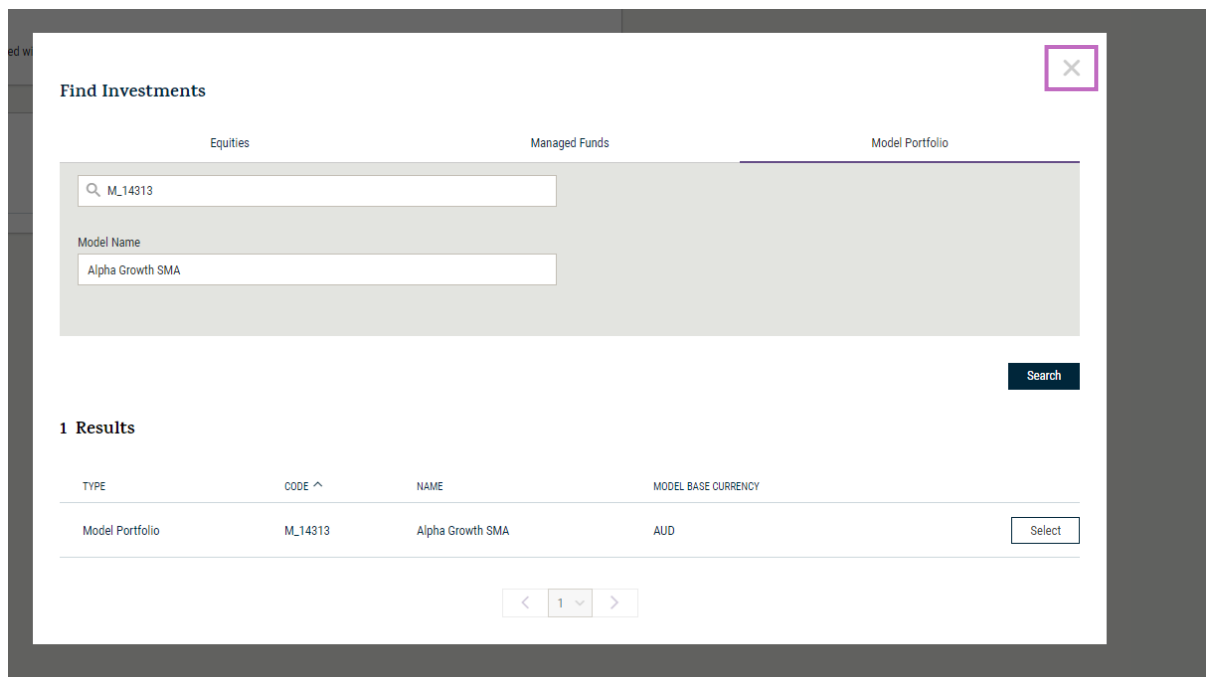 ed wi
Find Investments
Equities Managed Funds Model Portfolio
M_14313
Model Name
Alpha Growth SMA
Search
1 Results
TYPE CODE NAME MODEL BASE CURRENCY
Model Portfolio M_14313 Alpha Growth SMA AUD Select
1